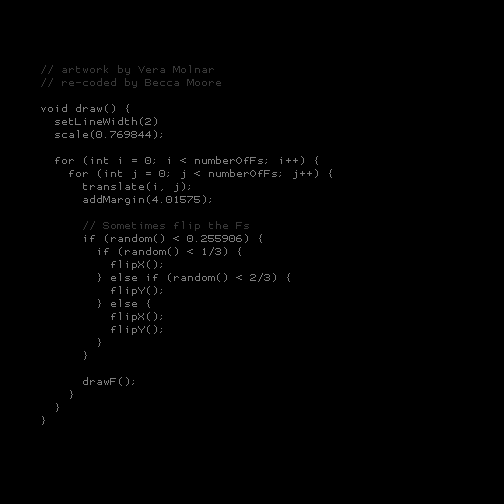 // artwork by Vera Molnar
// re-coded by Becca Moore

void draw() {
  setLineWidth(2)
  scale(0.769844);

  for (int i = 0; i < numberOfFs; i++) {
    for (int j = 0; j < numberOfFs; j++) {
      translate(i, j);
      addMargin(4.01575);

      // Sometimes flip the Fs
      if (random() < 0.255906) {
        if (random() < 1/3) {
          flipX();
        } else if (random() < 2/3) {
          flipY();
        } else {
          flipX();
          flipY();
        }
      }

      drawF();
    }
  }
}